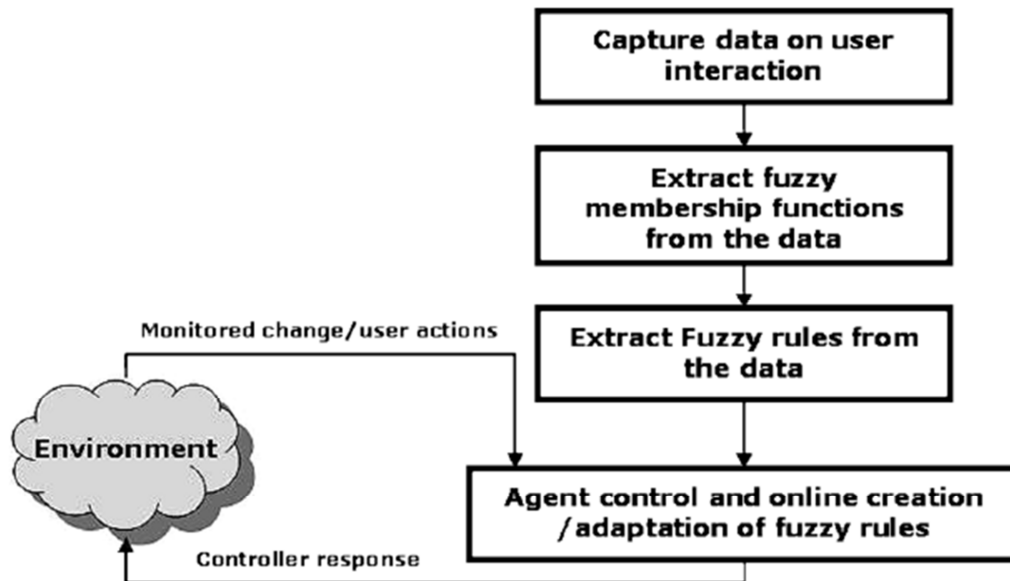 Capture data on user
interaction
Extract fuzzy
membership functions
from the data
Monitored change/user actions
Extract Fuzzy rules from
the data
Environment
Agent control and online creation
/adaptation of fuzzy rules
Controller response